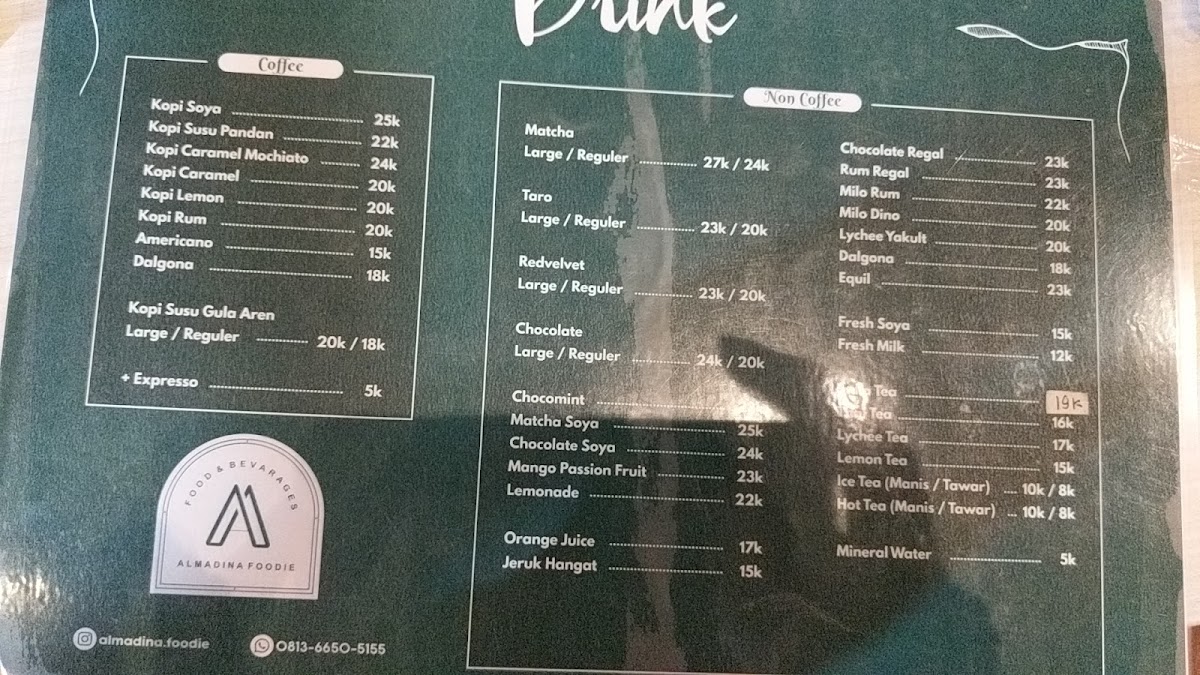 Drink
Coffee
Kopi Soya 25k
Kopi Susu Pandan 22k
Kopi Caramel Mochiato 24k
Kopi Caramel 20k
Kopi Lemon 20k
Kopi Rum 20k
Americano 15k
Dalgona 18k
Kopi Susu Gula Aren
Large / Reguler 20k / 18k
+ Expresso 5k
FOOD & BEVARAGES
ALMADINA FOODIE
almadina.foodie
0813-6650-5155
Non Coffee
Matcha
Large / Reguler 27k / 24k
Taro
Large / Reguler 23k / 20k
Redvelvet
Large / Reguler 23k / 20k
Chocolate
Large / Reguler 24k / 20k
Chocomint
Matcha Soya 25k
Chocolate Soya 24k
Mango Passion Fruit 23k
Lemonade 22k
Orange Juice 17k
Jeruk Hangat 15k
Chocolate Regal 23k
Rum Regal 23k
Milo Rum 22k
Milo Dino 20k
Lychee Yakult 20k
Dalgona 18k
Equil 23k
Fresh Soya 15k
Fresh Milk 12k
Tea 19k
Tea 16k
Lychee Tea 17k
Lemon Tea 15k
Ice Tea (Manis / Tawar) 10k / 8k
Hot Tea (Manis / Tawar) 10k / 8k
Mineral Water 5k